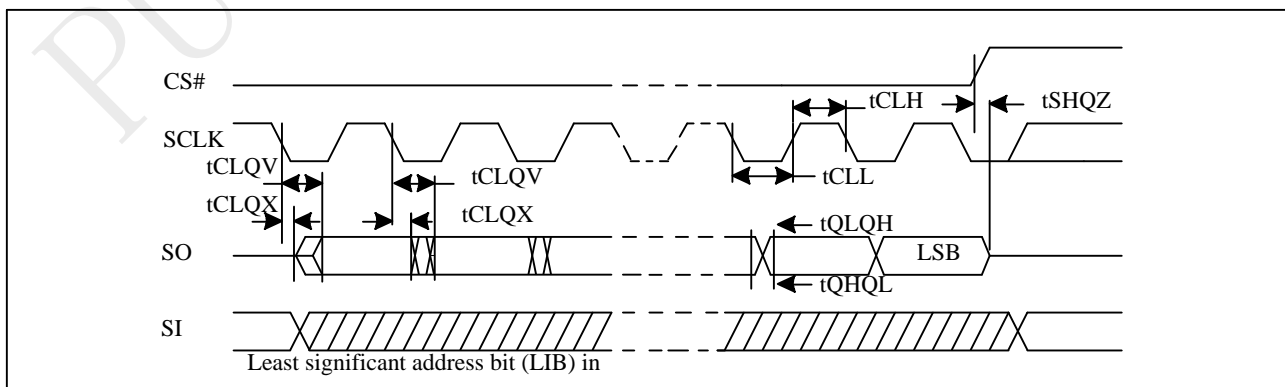 PU
CS#
tCLH
tSHQZ
SCLK
tCLQV
tCLQV
tCLL
tCLQX
tCLQX
tQLQH
SO
LSB
tQHQL
SI
Least significant address bit (LIB) in